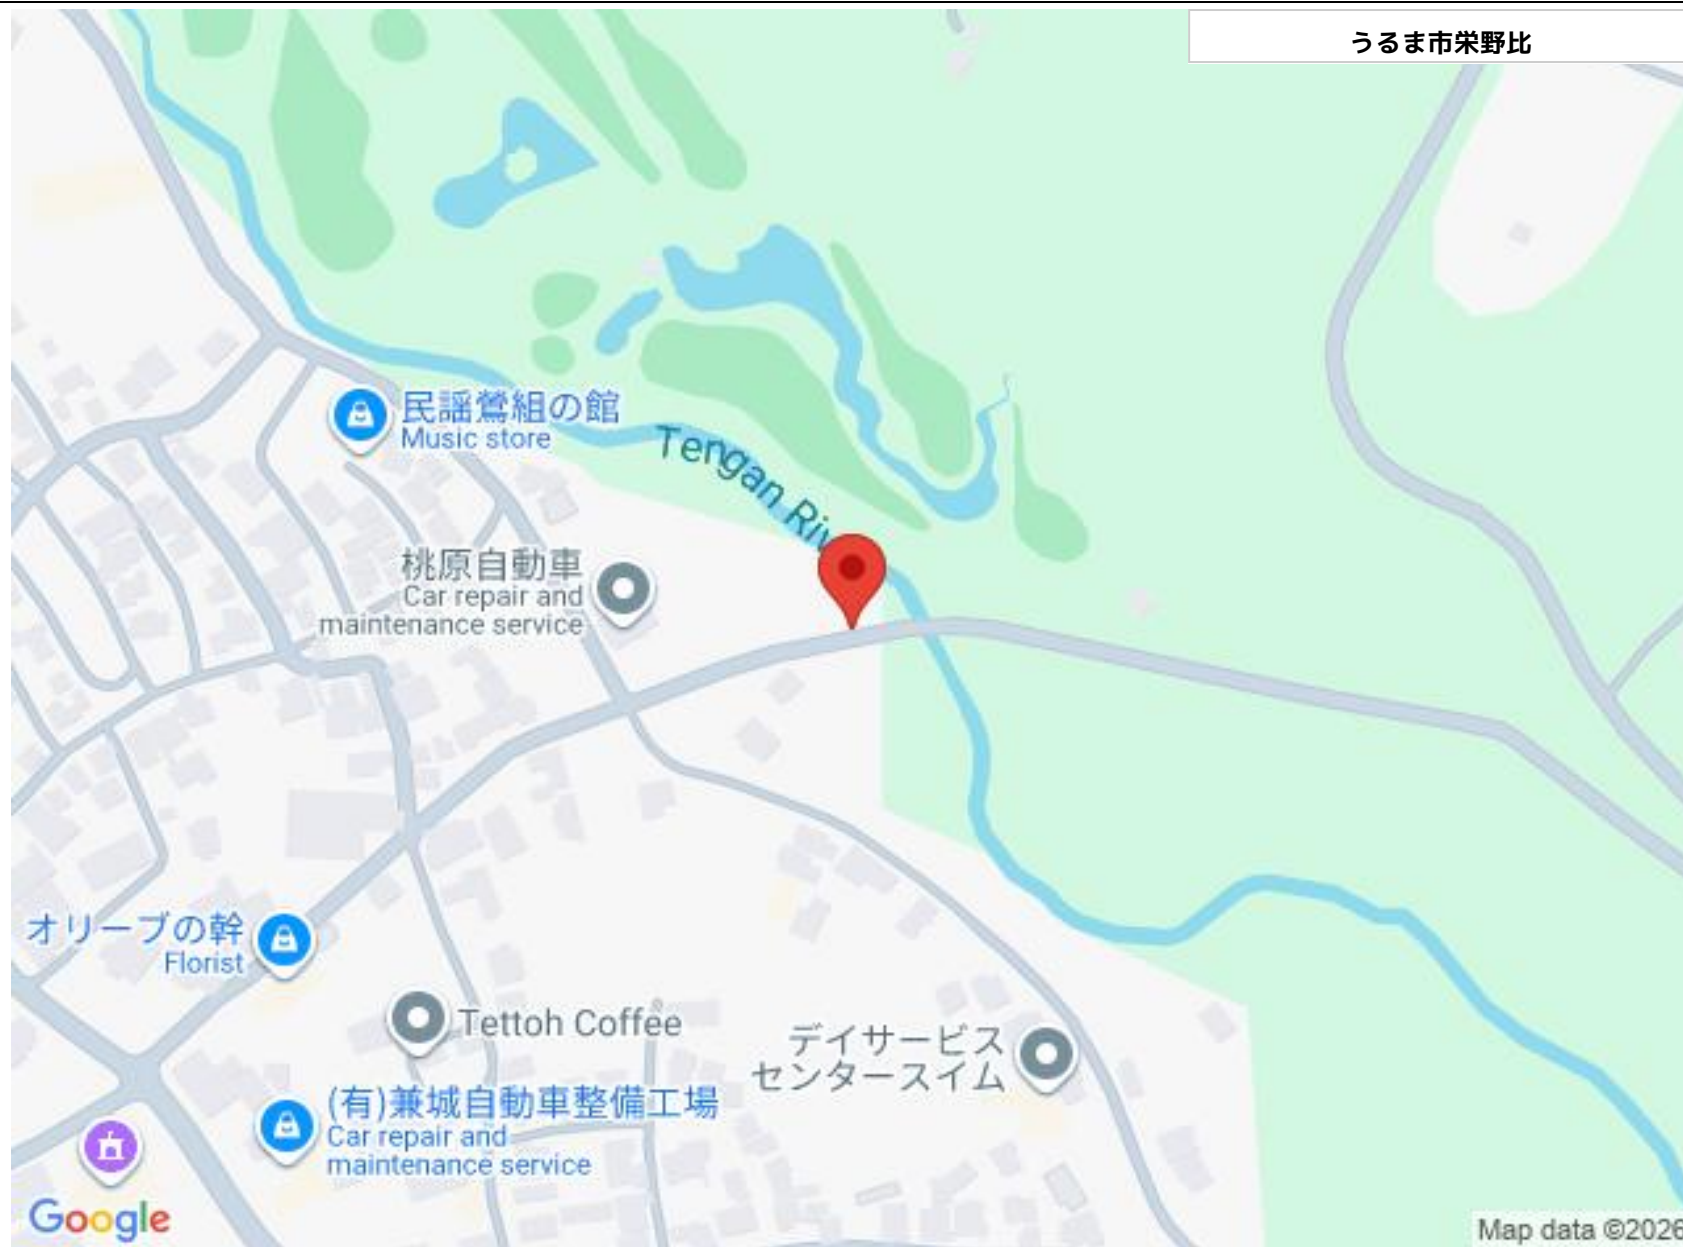 うるま市栄野比
民謡鶯組の館
Music store
Tengan Riv
桃原自動車
Car repair and
maintenance service
オリーブの幹
Florist
Tettoh Coffee
デイサービス
センタースイム
(有)兼城自動車整備工場
Car repair and
maintenance service
Google
Map data ©2026